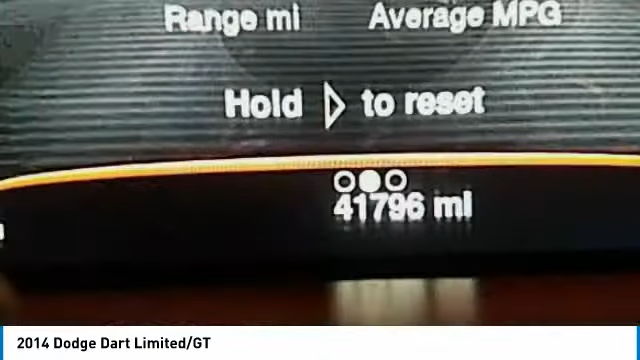 Range mi Average MPG
Hold ▷ to reset
41796 mi
2014 Dodge Dart Limited/GT